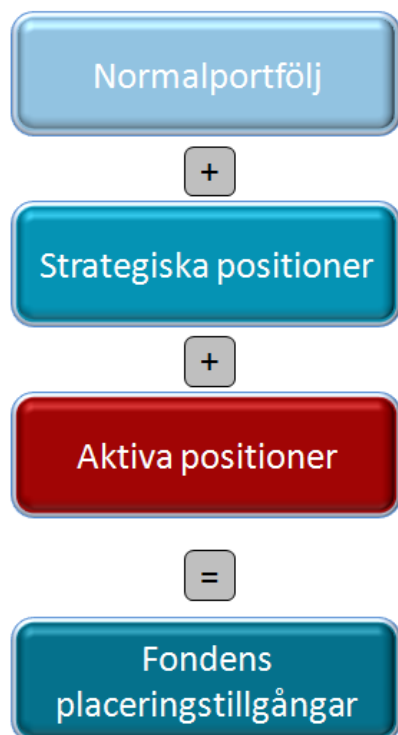 Normalportfölj
+
Strategiska positioner
+
Aktiva positioner
=
Fondens
placeringstillgångar